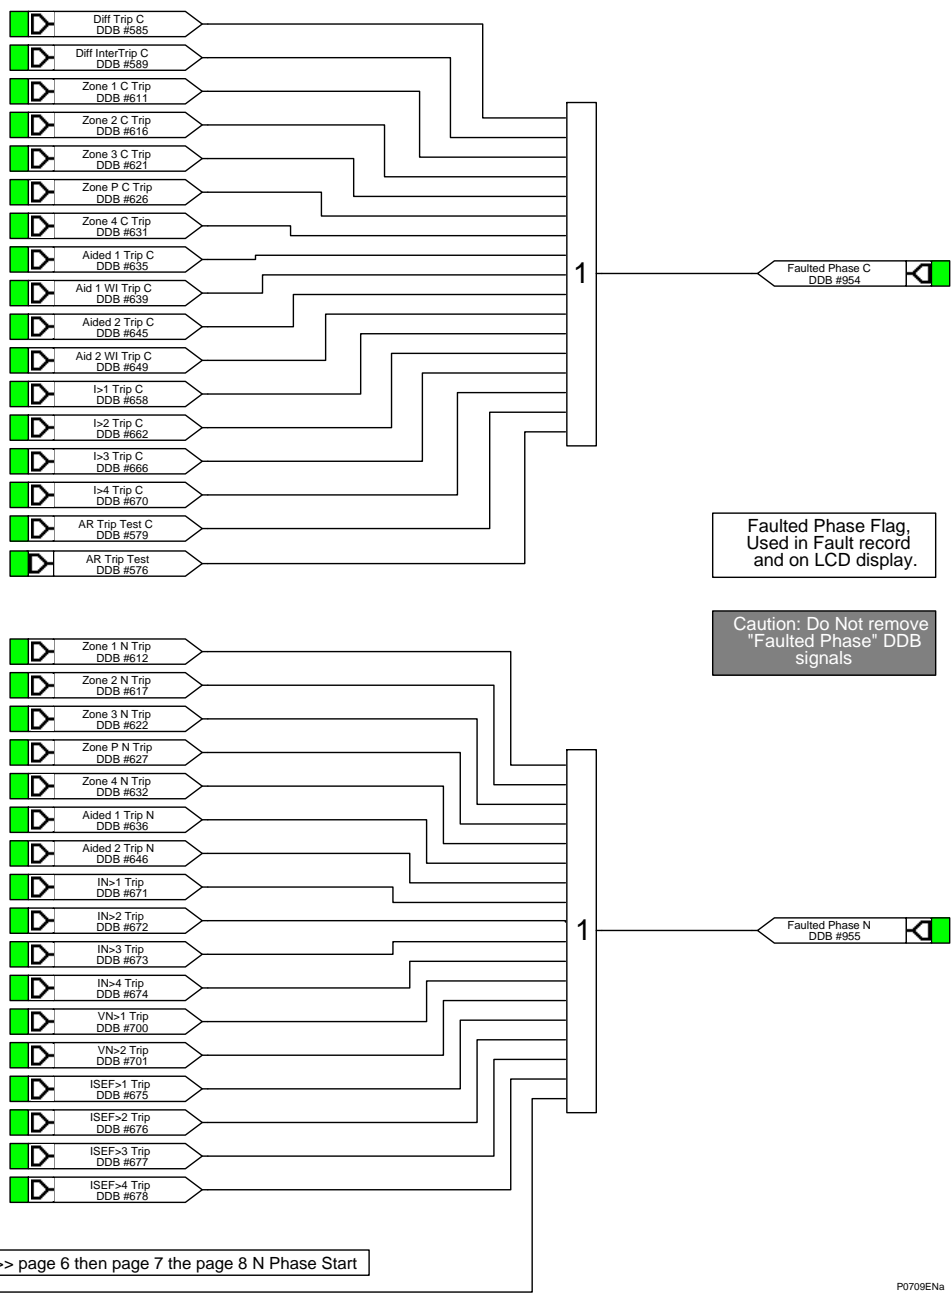 Diff Trip C
DDB #585
Diff InterTrip C
DDB #589
Zone 1 C Trip
DDB #611
Zone 2 C Trip
DDB #616
Zone 3 C Trip
DDB #621
Zone P C Trip
DDB #626
Zone 4 C Trip
DDB #631
Aided 1 Trip C
DDB #635
Aid 1 WI Trip C
DDB #639
Aided 2 Trip C
DDB #645
Aid 2 WI Trip C
DDB #649
I>1 Trip C
DDB #658
I>2 Trip C
DDB #662
I>3 Trip C
DDB #666
I>4 Trip C
DDB #670
AR Trip Test C
DDB #579
AR Trip Test
DDB #576
1
Faulted Phase C
DDB #954
Faulted Phase Flag,
Used in Fault record
and on LCD display.
Caution: Do Not remove
"Faulted Phase" DDB
signals
Zone 1 N Trip
DDB #612
Zone 2 N Trip
DDB #617
Zone 3 N Trip
DDB #622
Zone P N Trip
DDB #627
Zone 4 N Trip
DDB #632
Aided 1 Trip N
DDB #636
Aided 2 Trip N
DDB #646
IN>1 Trip
DDB #671
IN>2 Trip
DDB #672
IN>3 Trip
DDB #673
IN>4 Trip
DDB #674
VN>1 Trip
DDB #700
VN>2 Trip
DDB #701
ISEF>1 Trip
DDB #675
ISEF>2 Trip
DDB #676
ISEF>3 Trip
DDB #677
ISEF>4 Trip
DDB #678
1
Faulted Phase N
DDB #955
>> page 6 then page 7 the page 8 N Phase Start
P0709ENa